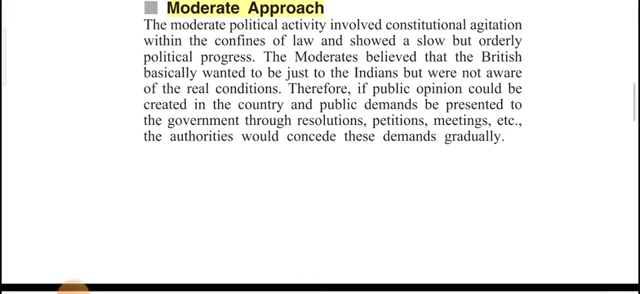 Moderate Approach
The moderate political activity involved constitutional agitation
within the confines of law and showed a slow but orderly
political progress. The Moderates believed that the British
basically wanted to be just to the Indians but were not aware
of the real conditions. Therefore, if public opinion could be
created in the country and public demands be presented to
the government through resolutions, petitions, meetings, etc.,
the authorities would concede these demands gradually.